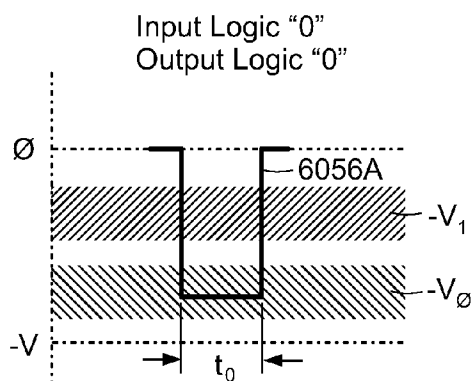 Input Logic “0”
Output Logic “0”
Ø
6056A
-V₁
-VØ
-V
t₀